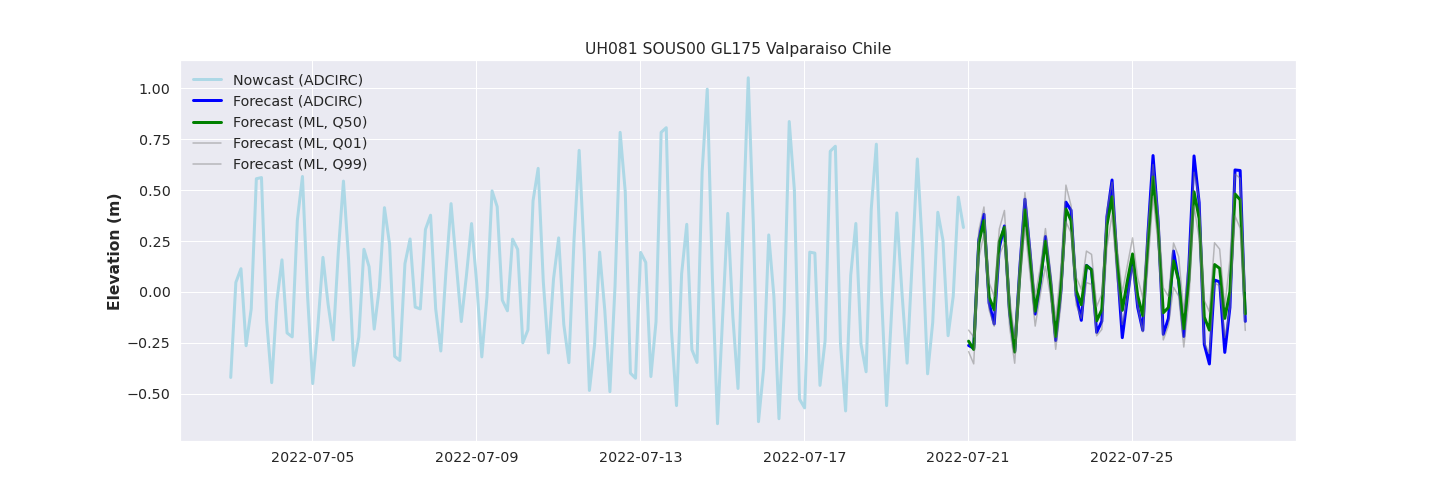 UH081 SOUS00 GL175 Valparaiso Chile
Nowcast (ADCIRC)
Forecast (ADCIRC)
Forecast (ML, Q50)
Forecast (ML, Q01)
Forecast (ML, Q99)
Elevation (m)
1.00
0.75
0.50
0.25
0.00
−0.25
−0.50
2022-07-05 2022-07-09 2022-07-13 2022-07-17 2022-07-21 2022-07-25